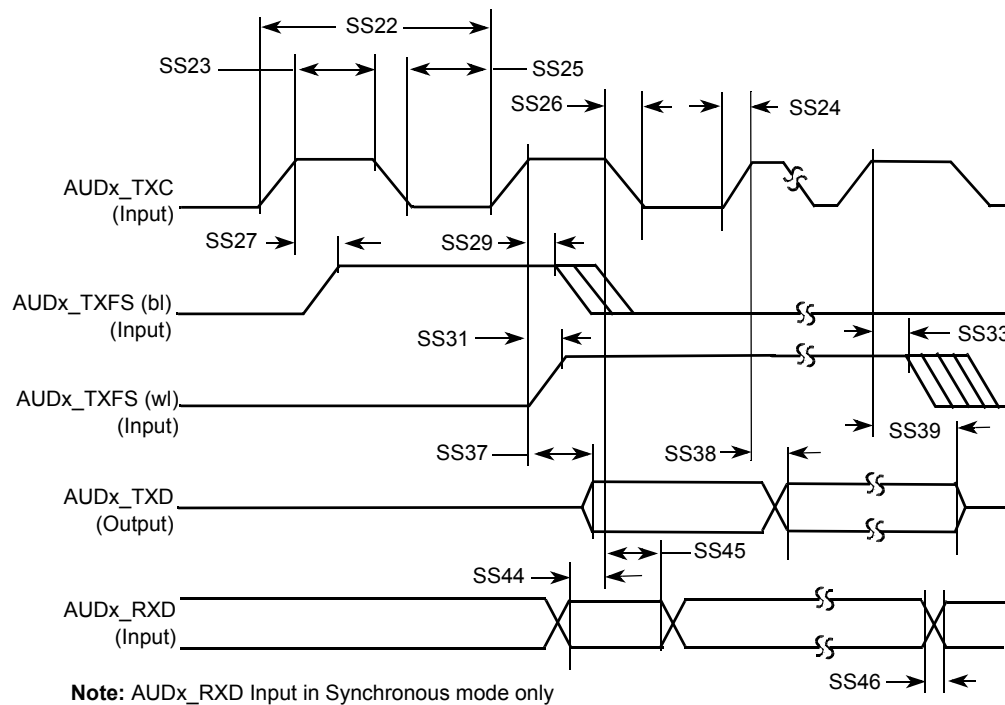 SS22
SS23
SS25
SS26
SS24
AUDx_TXC
(Input)
SS27
SS29
AUDx_TXFS (bl)
(Input)
SS31
SS33
AUDx_TXFS (wl)
(Input)
SS39
SS37
SS38
AUDx_TXD
(Output)
SS45
SS44
AUDx_RXD
(Input)
SS46
Note: AUDx_RXD Input in Synchronous mode only